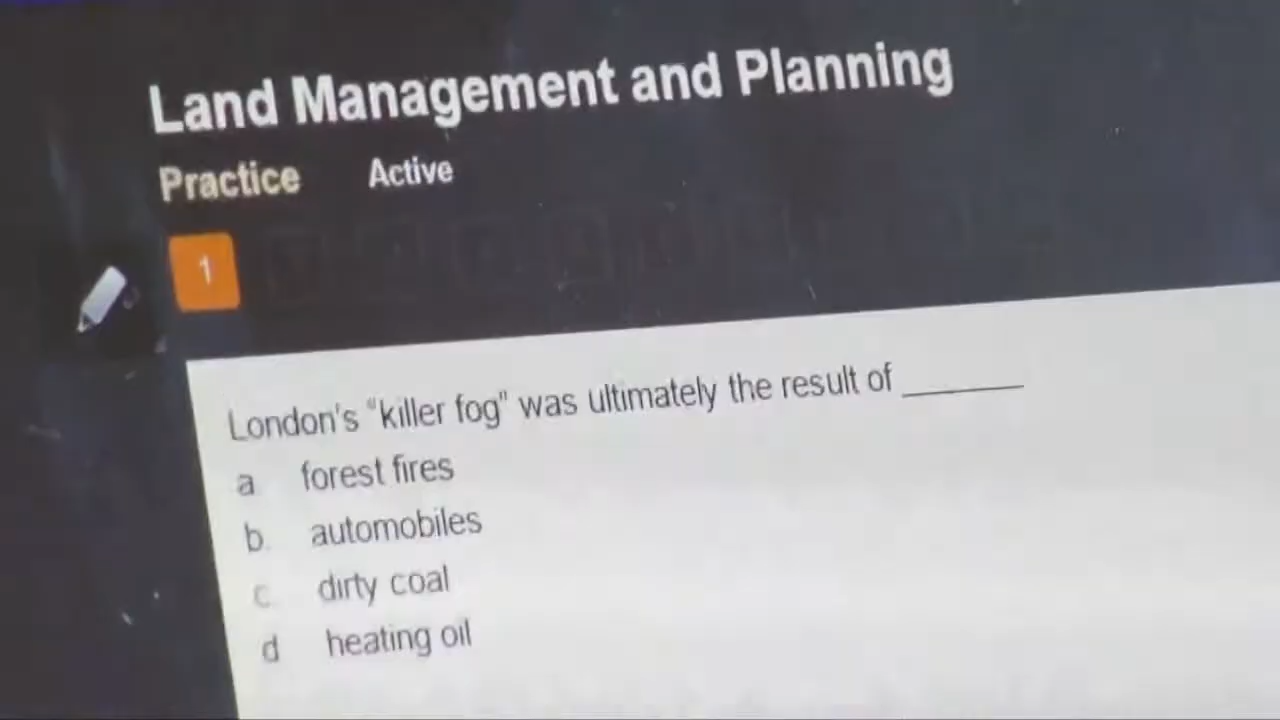 Land Management and Planning
Practice Active
1
London's "killer fog" was ultimately the result of ______
a forest fires
b. automobiles
c. dirty coal
d heating oil